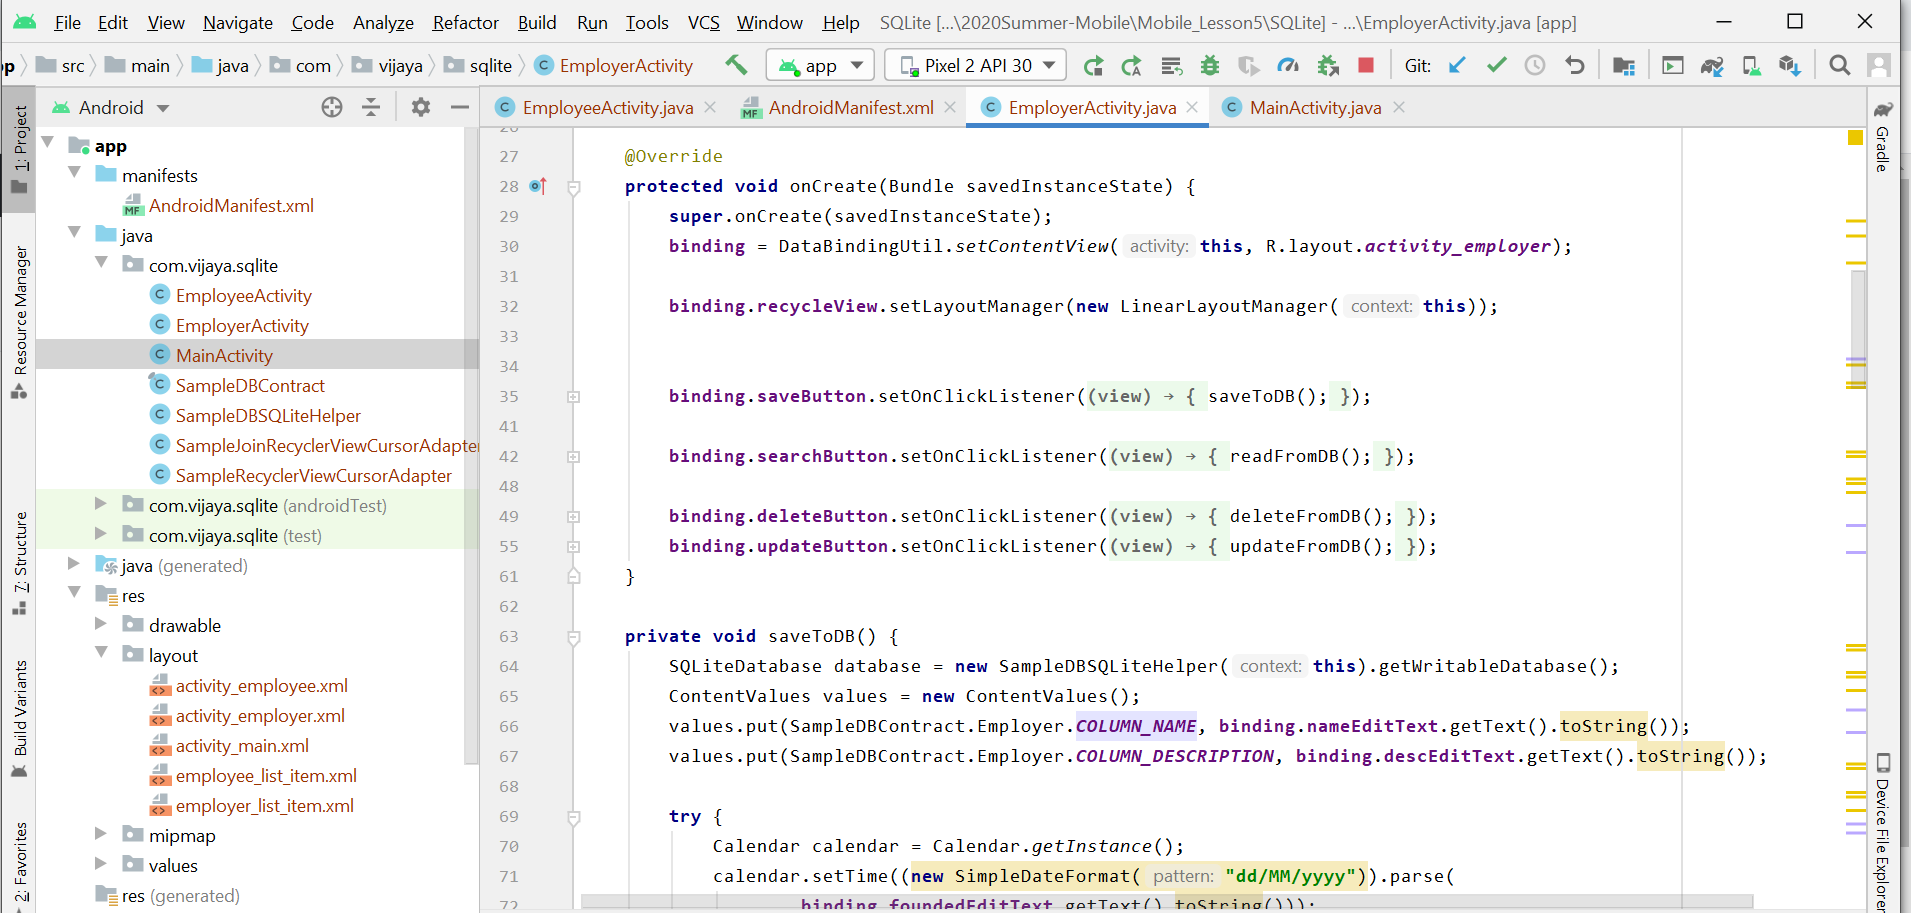 File Edit View Navigate Code Analyze Refactor Build Run Tools VCS Window Help SQLite [...\2020Summer-Mobile\Mobile_Lesson5\SQLite] - ...\EmployerActivity.java [app]
p src main java com vijaya sqlite C EmployerActivity app Pixel 2 API 30 Git:
Android
C EmployeeActivity.java MF AndroidManifest.xml C EmployerActivity.java C MainActivity.java
1: Project
Resource Manager
7: Structure
Build Variants
2: Favorites
app
manifests
MF AndroidManifest.xml
java
com.vijaya.sqlite
C EmployeeActivity
C EmployerActivity
C MainActivity
C SampleDBContract
C SampleDBSQLiteHelper
C SampleJoinRecyclerViewCursorAdapter
C SampleRecyclerViewCursorAdapter
com.vijaya.sqlite (androidTest)
com.vijaya.sqlite (test)
java (generated)
res
drawable
layout
activity_employee.xml
activity_employer.xml
activity_main.xml
employee_list_item.xml
employer_list_item.xml
mipmap
values
res (generated)
27 @Override
28 protected void onCreate(Bundle savedInstanceState) {
29 super.onCreate(savedInstanceState);
30 binding = DataBindingUtil.setContentView( activity: this, R.layout.activity_employer);
31
32 binding.recycleView.setLayoutManager(new LinearLayoutManager( context: this));
33
34
35 binding.saveButton.setOnClickListener((view) → { saveToDB(); });
41
42 binding.searchButton.setOnClickListener((view) → { readFromDB(); });
48
49 binding.deleteButton.setOnClickListener((view) → { deleteFromDB(); });
55 binding.updateButton.setOnClickListener((view) → { updateFromDB(); });
61 }
62
63 private void saveToDB() {
64 SQLiteDatabase database = new SampleDBSQLiteHelper( context: this).getWritableDatabase();
65 ContentValues values = new ContentValues();
66 values.put(SampleDBContract.Employer.COLUMN_NAME, binding.nameEditText.getText().toString());
67 values.put(SampleDBContract.Employer.COLUMN_DESCRIPTION, binding.descEditText.getText().toString());
68
69 try {
70 Calendar calendar = Calendar.getInstance();
71 calendar.setTime((new SimpleDateFormat( pattern: "dd/MM/yyyy")).parse(
72 binding.foundedEditText.getText().toString()));
Gradle
Device File Explorer